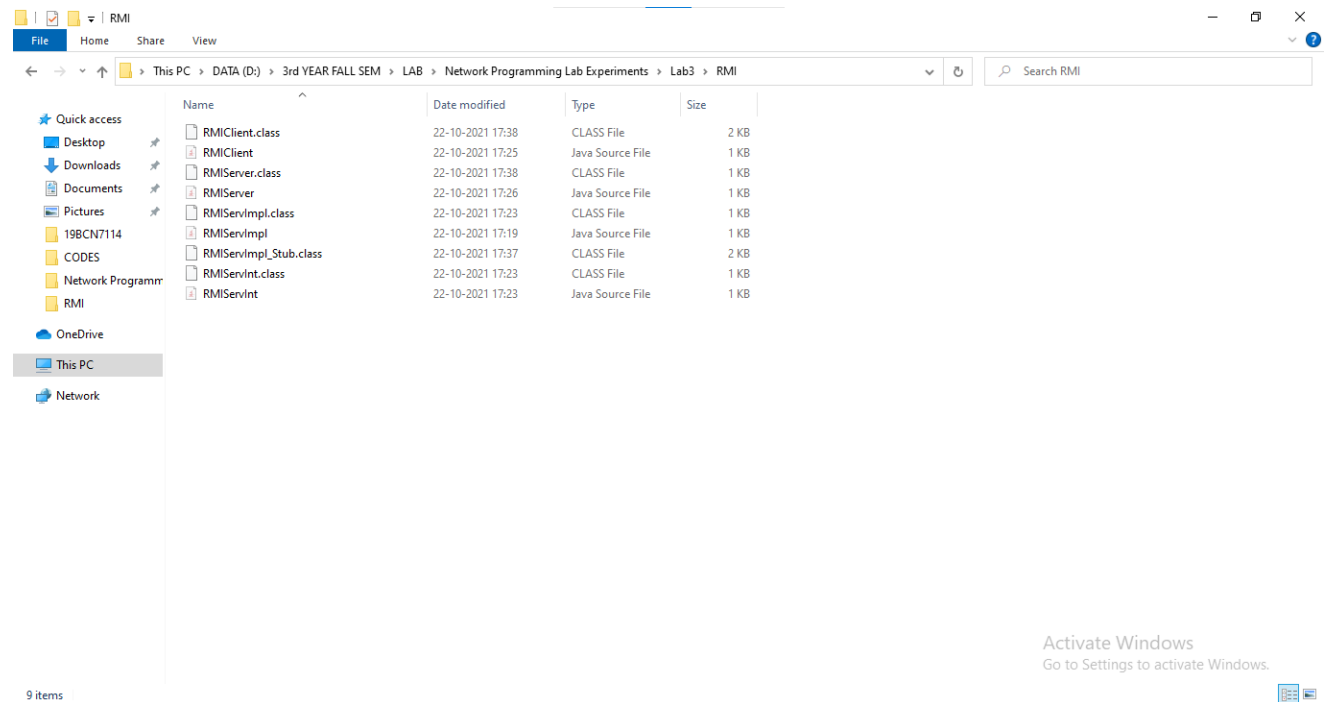 RMI
File Home Share View
This PC > DATA (D:) > 3rd YEAR FALL SEM > LAB > Network Programming Lab Experiments > Lab3 > RMI
Search RMI
Quick access
Desktop
Downloads
Documents
Pictures
19BCN7114
CODES
Network Programm
RMI
OneDrive
This PC
Network
Name Date modified Type Size
RMIClient.class 22-10-2021 17:38 CLASS File 2 KB
RMIClient 22-10-2021 17:25 Java Source File 1 KB
RMIServer.class 22-10-2021 17:38 CLASS File 1 KB
RMIServer 22-10-2021 17:26 Java Source File 1 KB
RMIServImpl.class 22-10-2021 17:23 CLASS File 1 KB
RMIServImpl 22-10-2021 17:19 Java Source File 1 KB
RMIServImpl_Stub.class 22-10-2021 17:37 CLASS File 2 KB
RMIServInt.class 22-10-2021 17:23 CLASS File 1 KB
RMIServInt 22-10-2021 17:23 Java Source File 1 KB
Activate Windows
Go to Settings to activate Windows.
9 items